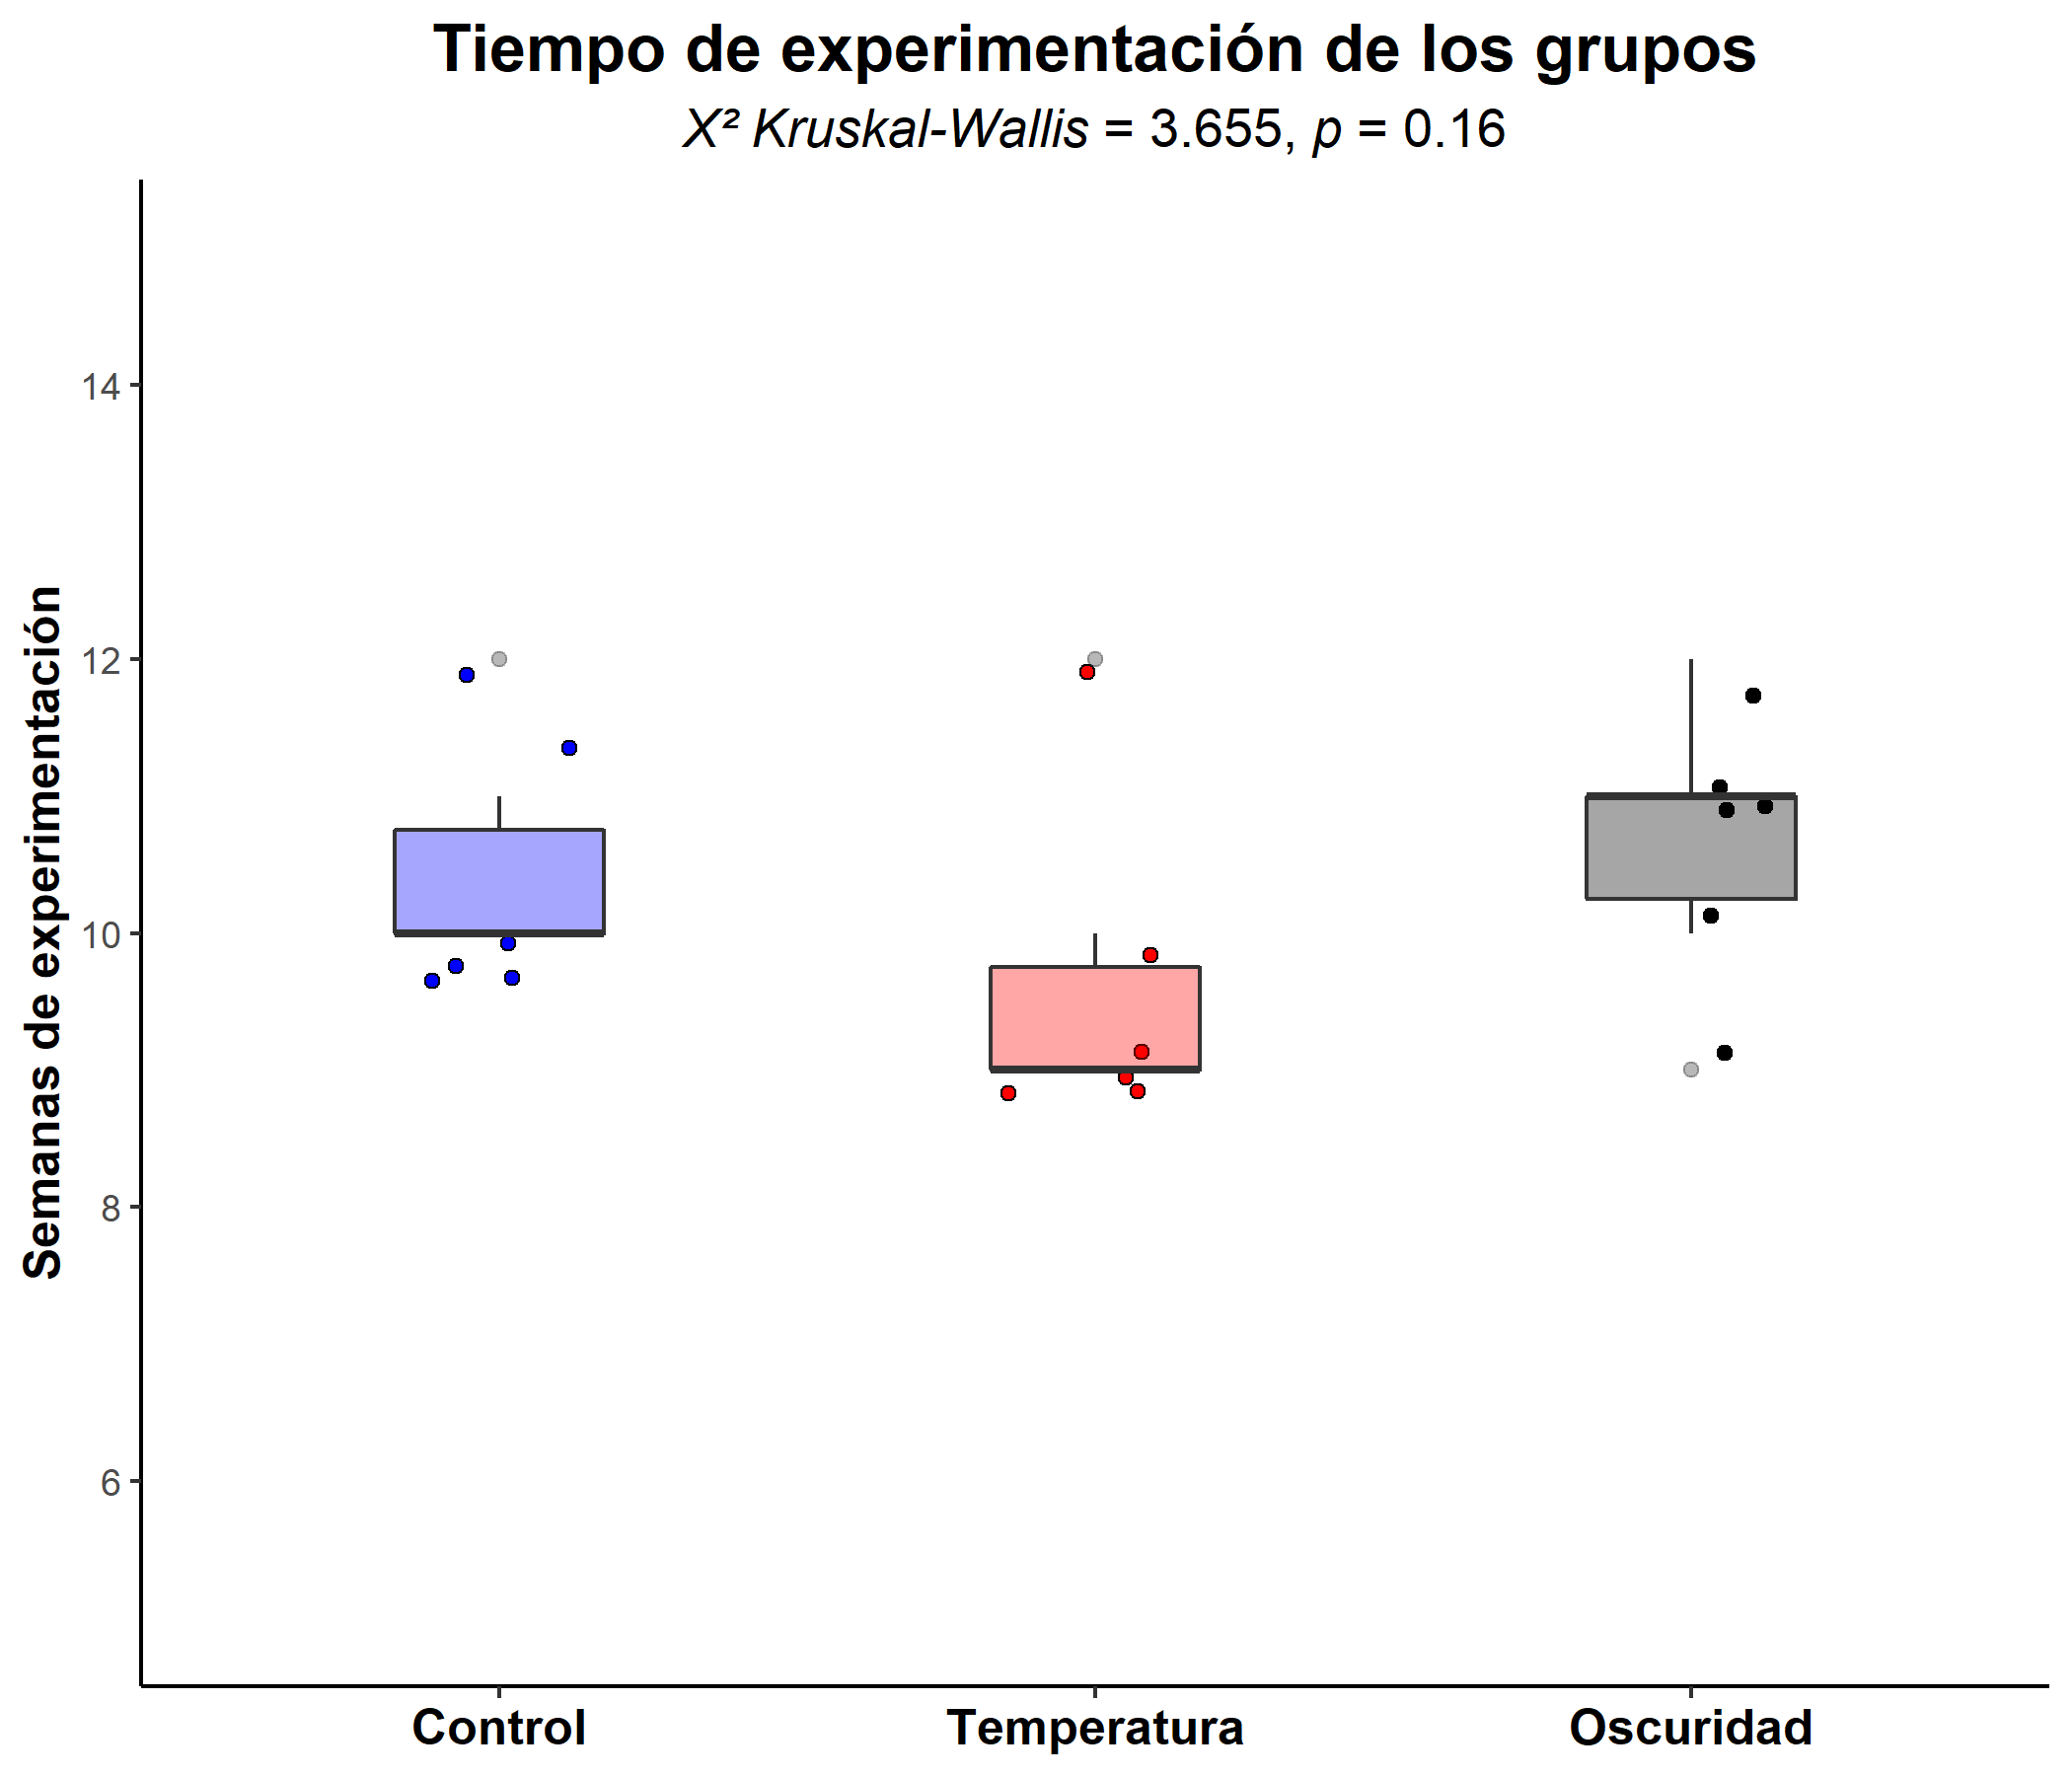 Tiempo de experimentación de los grupos
X² Kruskal-Wallis = 3.655, p = 0.16
Semanas de experimentación
14
12
10
8
6
Control
Temperatura
Oscuridad